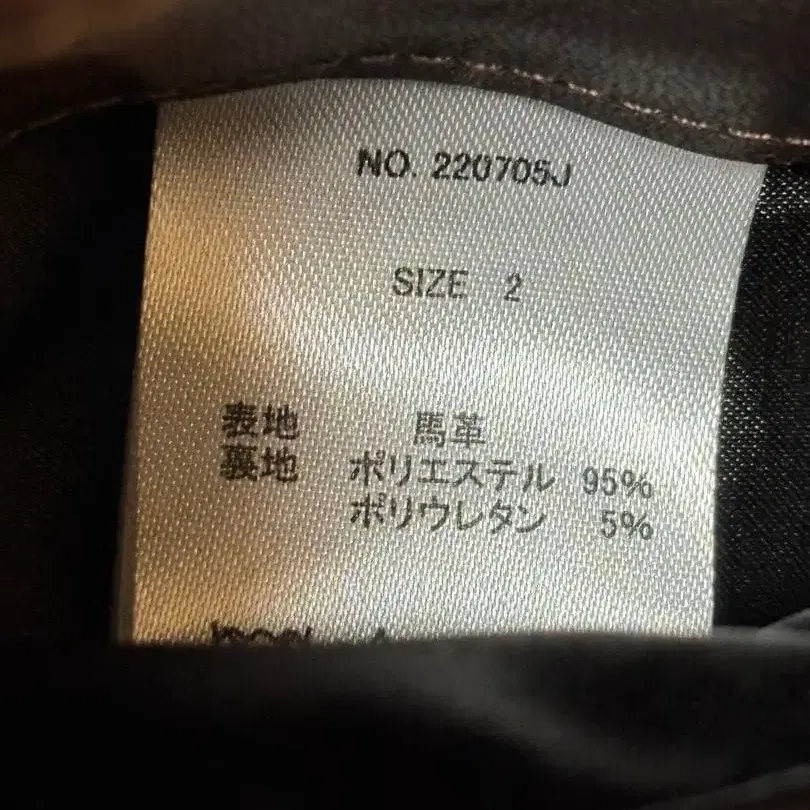 NO. 220705J
SIZE 2
表地 馬革
裏地 ポリエステル 95%
ポリウレタン 5%